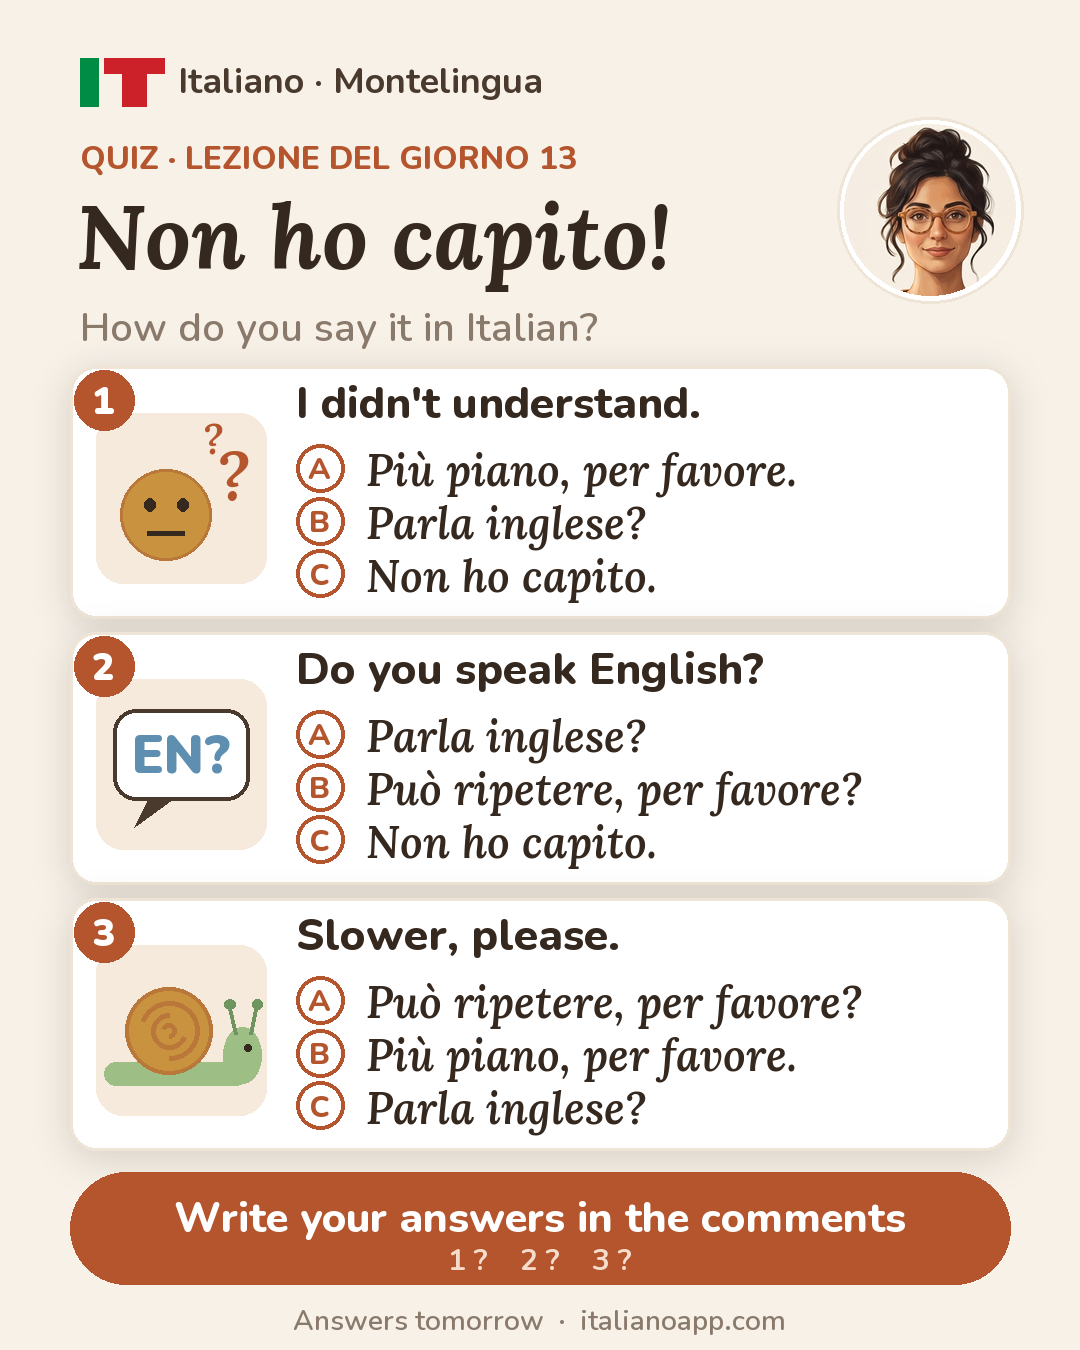 IT Italiano · Montelingua
QUIZ · LEZIONE DEL GIORNO 13
Non ho capito!
How do you say it in Italian?
1
? ?
I didn't understand.
A Più piano, per favore.
B Parla inglese?
C Non ho capito.
2
EN?
Do you speak English?
A Parla inglese?
B Può ripetere, per favore?
C Non ho capito.
3
Slower, please.
A Può ripetere, per favore?
B Più piano, per favore.
C Parla inglese?
Write your answers in the comments
1 ? 2 ? 3 ?
Answers tomorrow · italianoapp.com